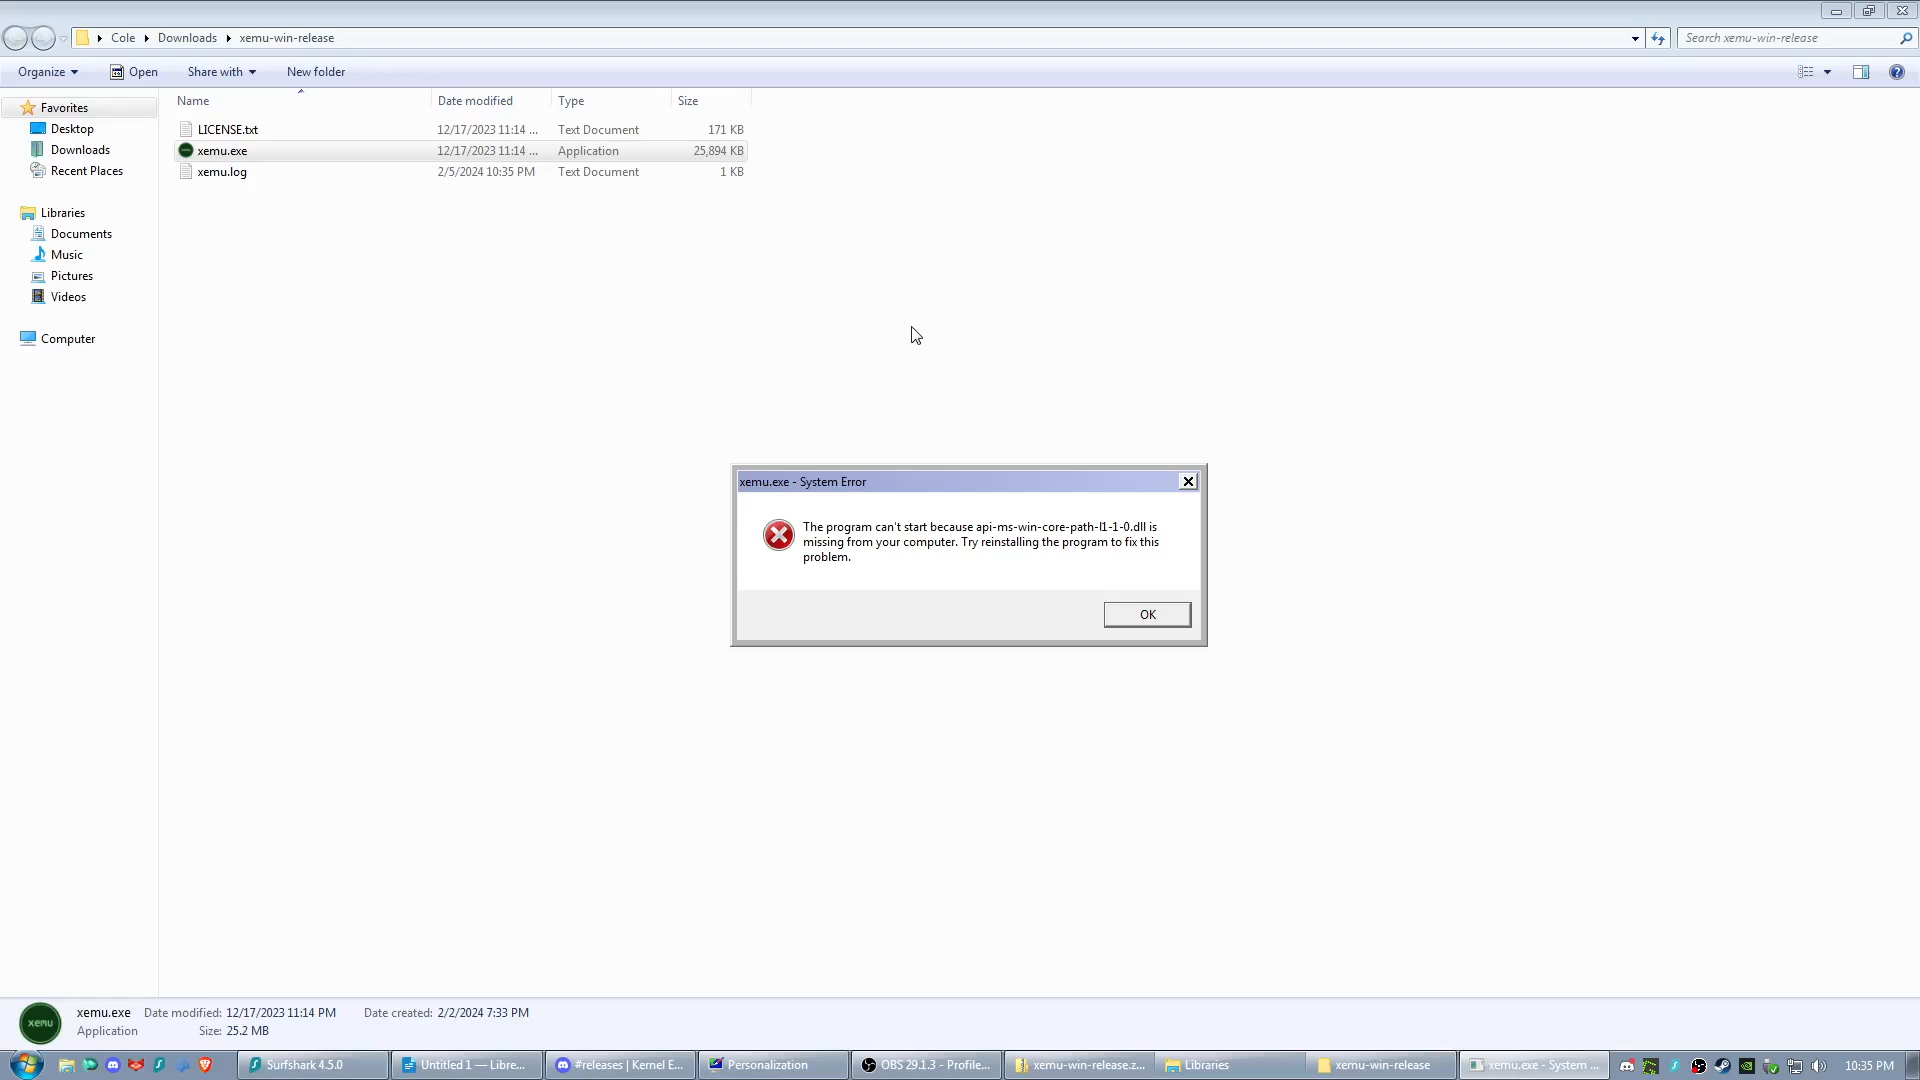 Cole Downloads xemu-win-release
Search xemu-win-release
Organize Open Share with New folder
Name Date modified Type Size
LICENSE.txt 12/17/2023 11:14 ... Text Document 171 KB
xemu.exe 12/17/2023 11:14 ... Application 25,894 KB
xemu.log 2/5/2024 10:35 PM Text Document 1 KB
Favorites
Desktop
Downloads
Recent Places
Libraries
Documents
Music
Pictures
Videos
Computer
xemu.exe - System Error
The program can't start because api-ms-win-core-path-l1-1-0.dll is
missing from your computer. Try reinstalling the program to fix this
problem.
OK
xemu
xemu.exe Date modified: 12/17/2023 11:14 PM Date created: 2/2/2024 7:33 PM
Application Size: 25.2 MB
Surfshark 4.5.0 Untitled 1 — Libre... #releases | Kernel E... Personalization OBS 29.1.3 - Profile... xemu-win-release.z... Libraries xemu-win-release xemu.exe - System ... 10:35 PM